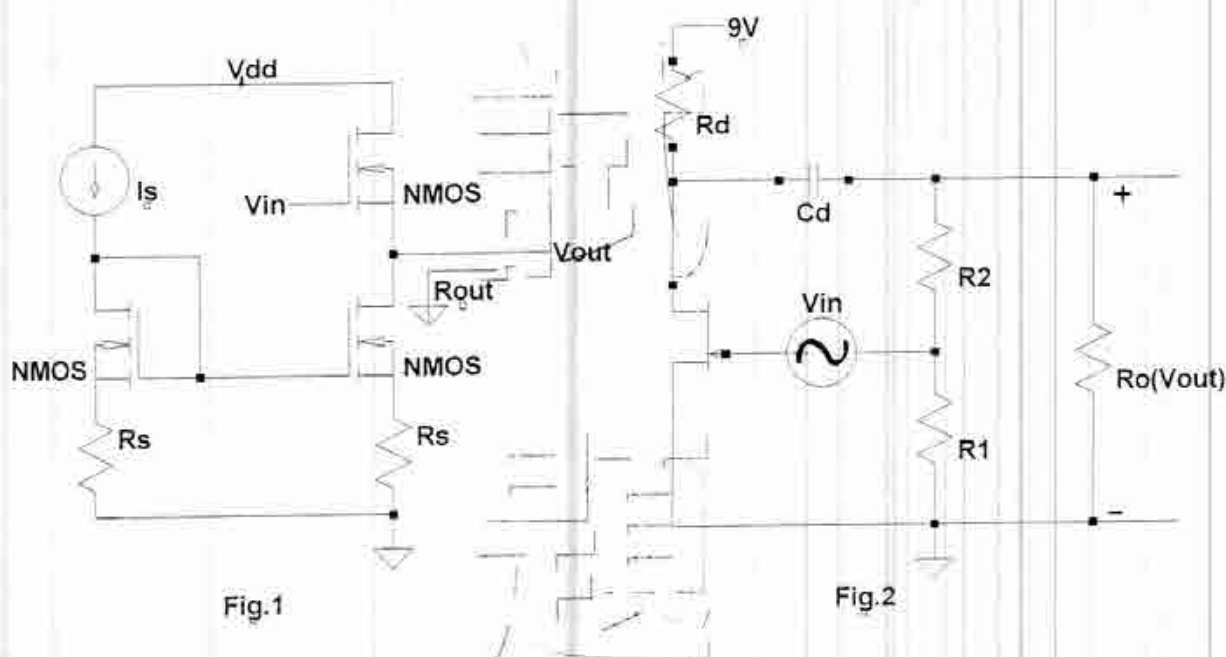 Vdd
Is
Vin
NMOS
Vout
Rout
NMOS
NMOS
Rs
Rs
Fig.1
9V
Rd
Cd
R2
Vin
+
Ro(Vout)
R1
-
Fig.2